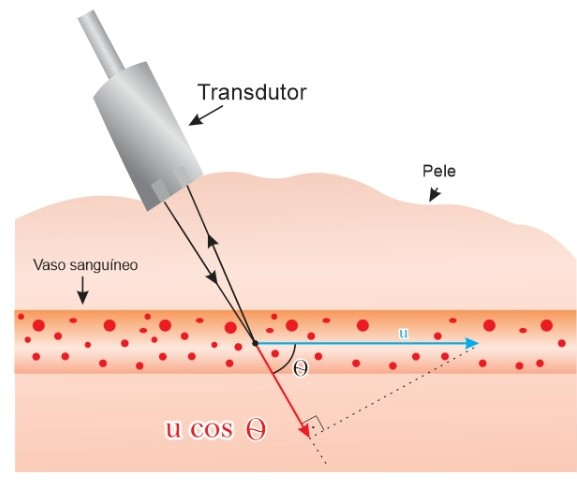 Transdutor
Pele
Vaso sanguíneo
u
θ
u cos θ